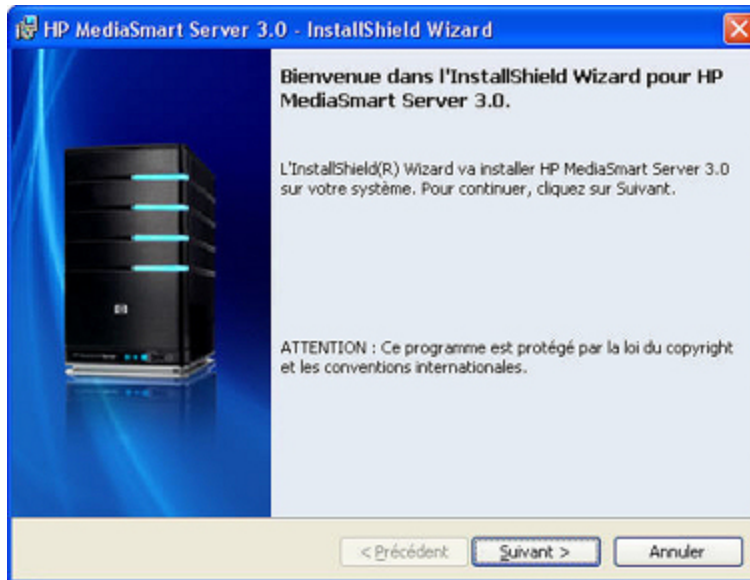 HP MediaSmart Server 3.0 - InstallShield Wizard
Bienvenue dans l'InstallShield Wizard pour HP
MediaSmart Server 3.0.
L'InstallShield(R) Wizard va installer HP MediaSmart Server 3.0
sur votre système. Pour continuer, cliquez sur Suivant.
ATTENTION : Ce programme est protégé par la loi du copyright
et les conventions internationales.
< Précédent
Suivant >
Annuler